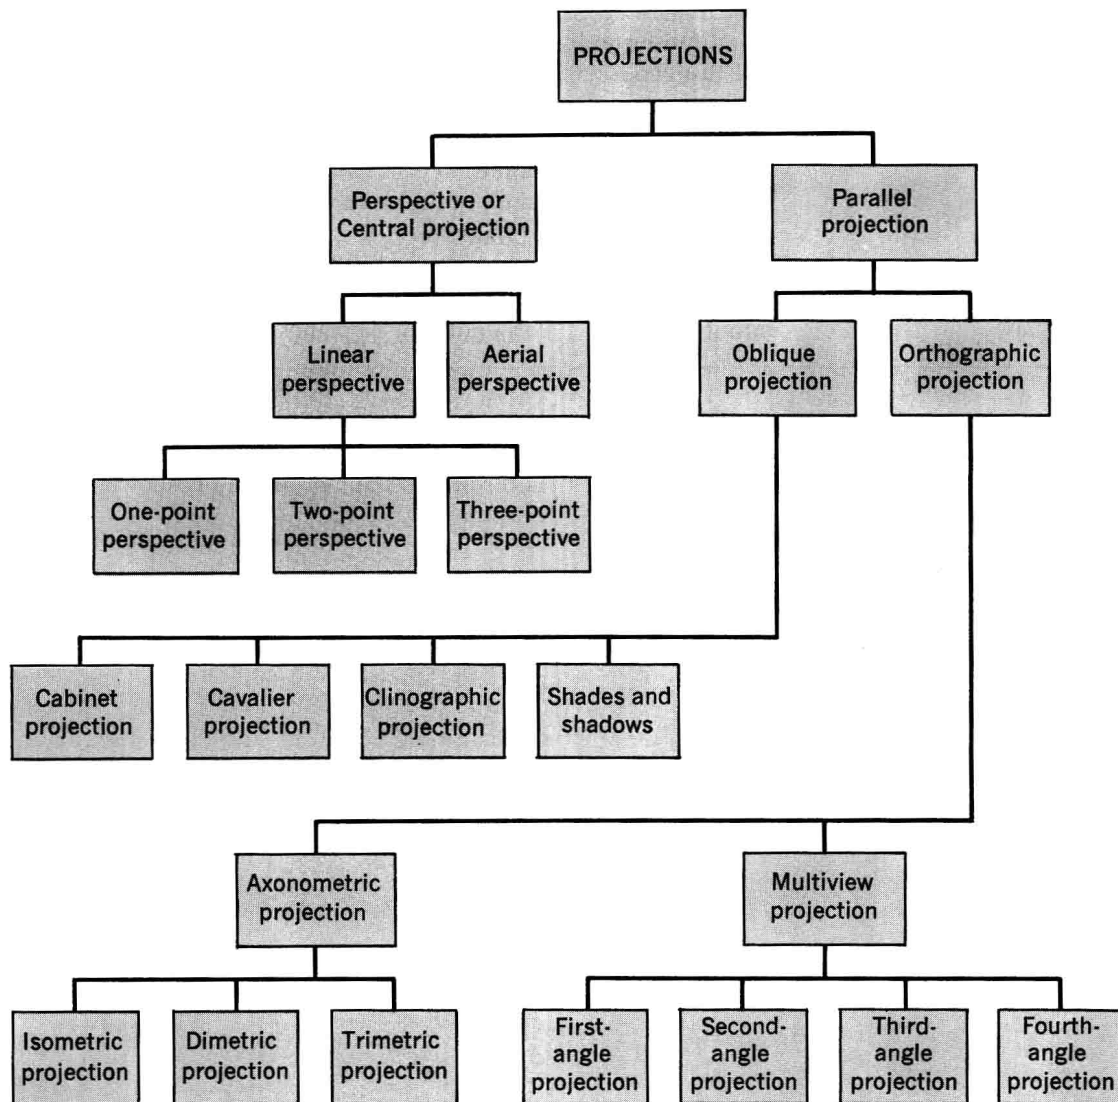 PROJECTIONS
Perspective or
Central projection
Parallel
projection
Linear
perspective
Aerial
perspective
Oblique
projection
Orthographic
projection
One-point
perspective
Two-point
perspective
Three-point
perspective
Cabinet
projection
Cavalier
projection
Clinographic
projection
Shades and
shadows
Axonometric
projection
Multiview
projection
Isometric
projection
Dimetric
projection
Trimetric
projection
First-
angle
projection
Second-
angle
projection
Third-
angle
projection
Fourth-
angle
projection